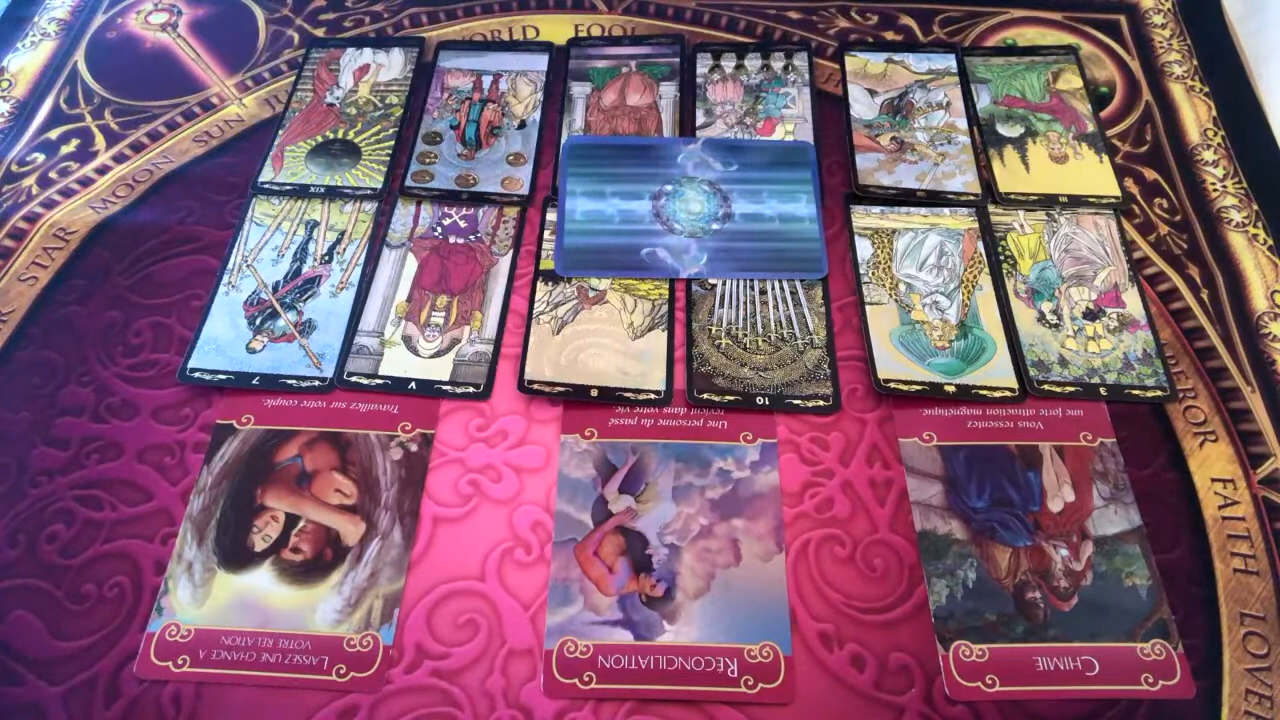 WORLD FOOL
STAR MOON SUN
FAITH LOVE
XIX
III
7
V
8
10
3
Travaillez sur votre couple.
Une personne du passé
revient dans votre vie.
Vous ressentez
une forte attraction magnétique.
LAISSEZ UNE CHANCE À
VOTRE RELATION
RÉCONCILIATION
CHIMIE